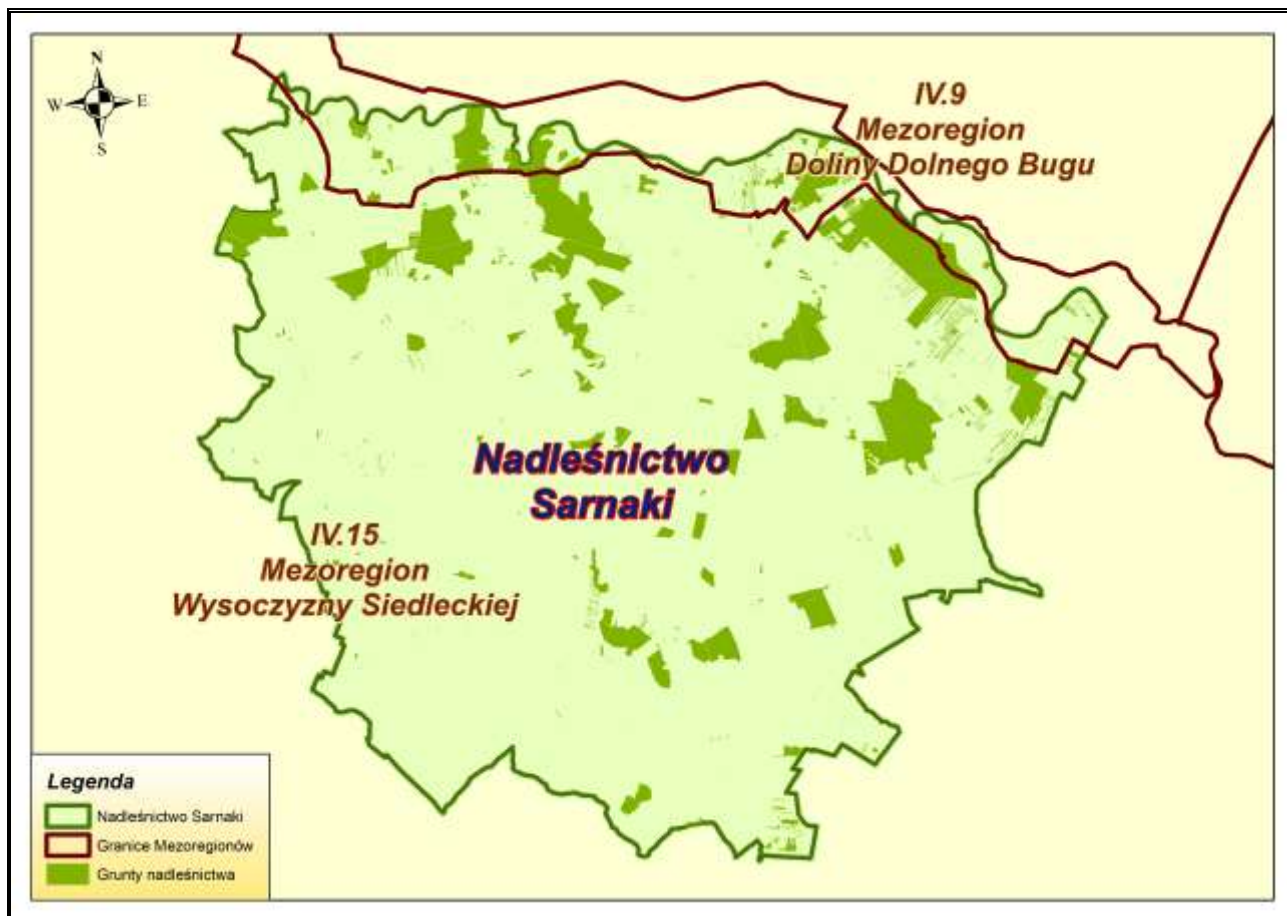 N
W E
S
IV.9
Mezoregion
Doliny Dolnego Bugu
Nadleśnictwo
Sarnaki
IV.15
Mezoregion
Wysoczyzny Siedleckiej
Legenda
Nadleśnictwo Sarnaki
Granice Mezoregionów
Grunty nadleśnictwa